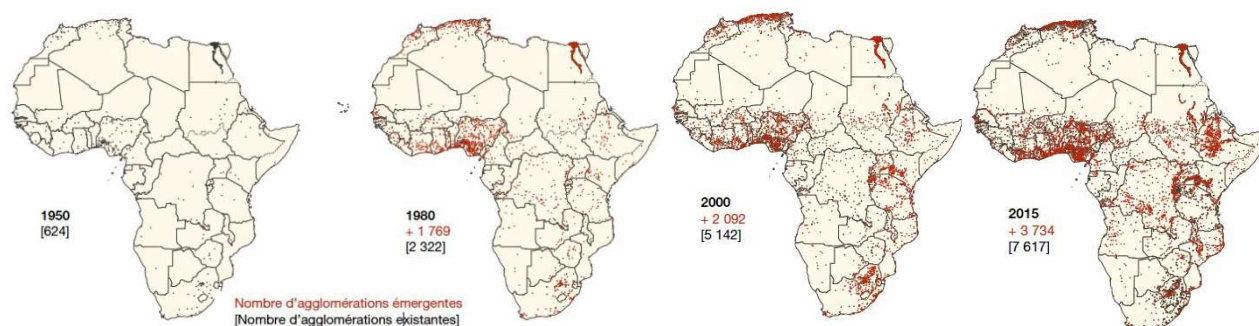 1950
[624]
1980
+ 1 769
[2 322]
2000
+ 2 092
[5 142]
2015
+ 3 734
[7 617]
Nombre d'agglomérations émergentes
[Nombre d'agglomérations existantes]